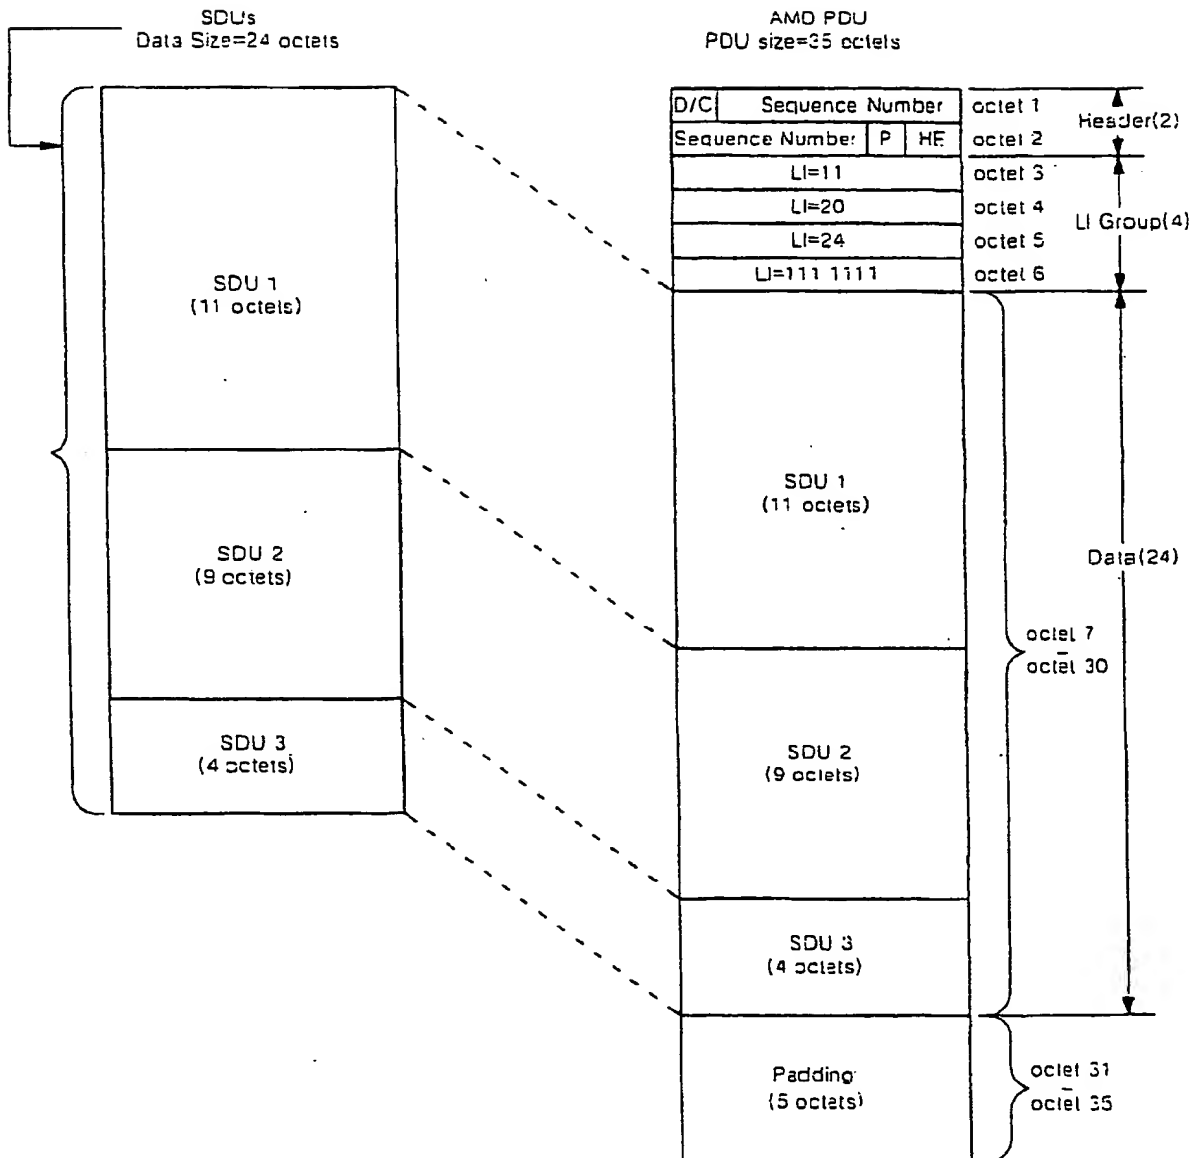 SDU's
Data Size=24 octets
AMD PDU
PDU size=35 octets
D/C Sequence Number octet 1
Header(2)
Sequence Number P HE octet 2
LI=11 octet 3
LI=20 octet 4
LI Group(4)
LI=24 octet 5
LI=111 1111 octet 6
SDU 1
(11 octets)
SDU 1
(11 octets)
SDU 2
(9 octets)
Data(24)
octet 7
–
octet 30
SDU 3
(4 octets)
SDU 2
(9 octets)
SDU 3
(4 octets)
Padding
(5 octets)
octet 31
–
octet 35